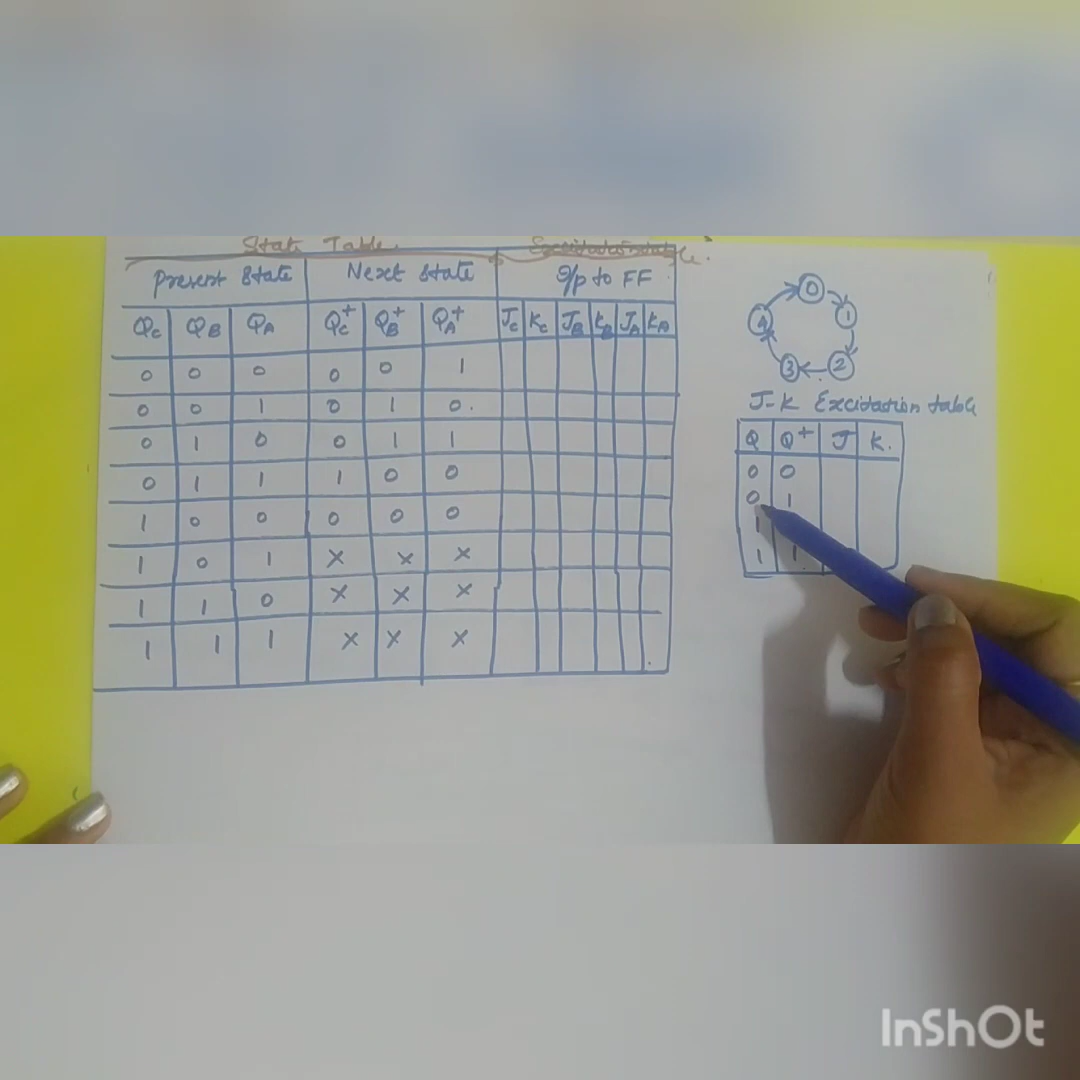 State Table.
Present State Next State I/p to FF
QC QB QA QC+ QB+ QA+ JC KC JB KB JA KA
0 0 0 0 0 1
0 0 1 0 1 0.
0 1 0 0 1 1
0 1 1 1 0 0
1 0 0 0 0 0
1 0 1 x x x
1 1 0 x x x
1 1 1 x x x
0
1
2
3
4
J-K Excitation table
Q Q+ J K.
0 0
0 1
1
1 1
InShOt